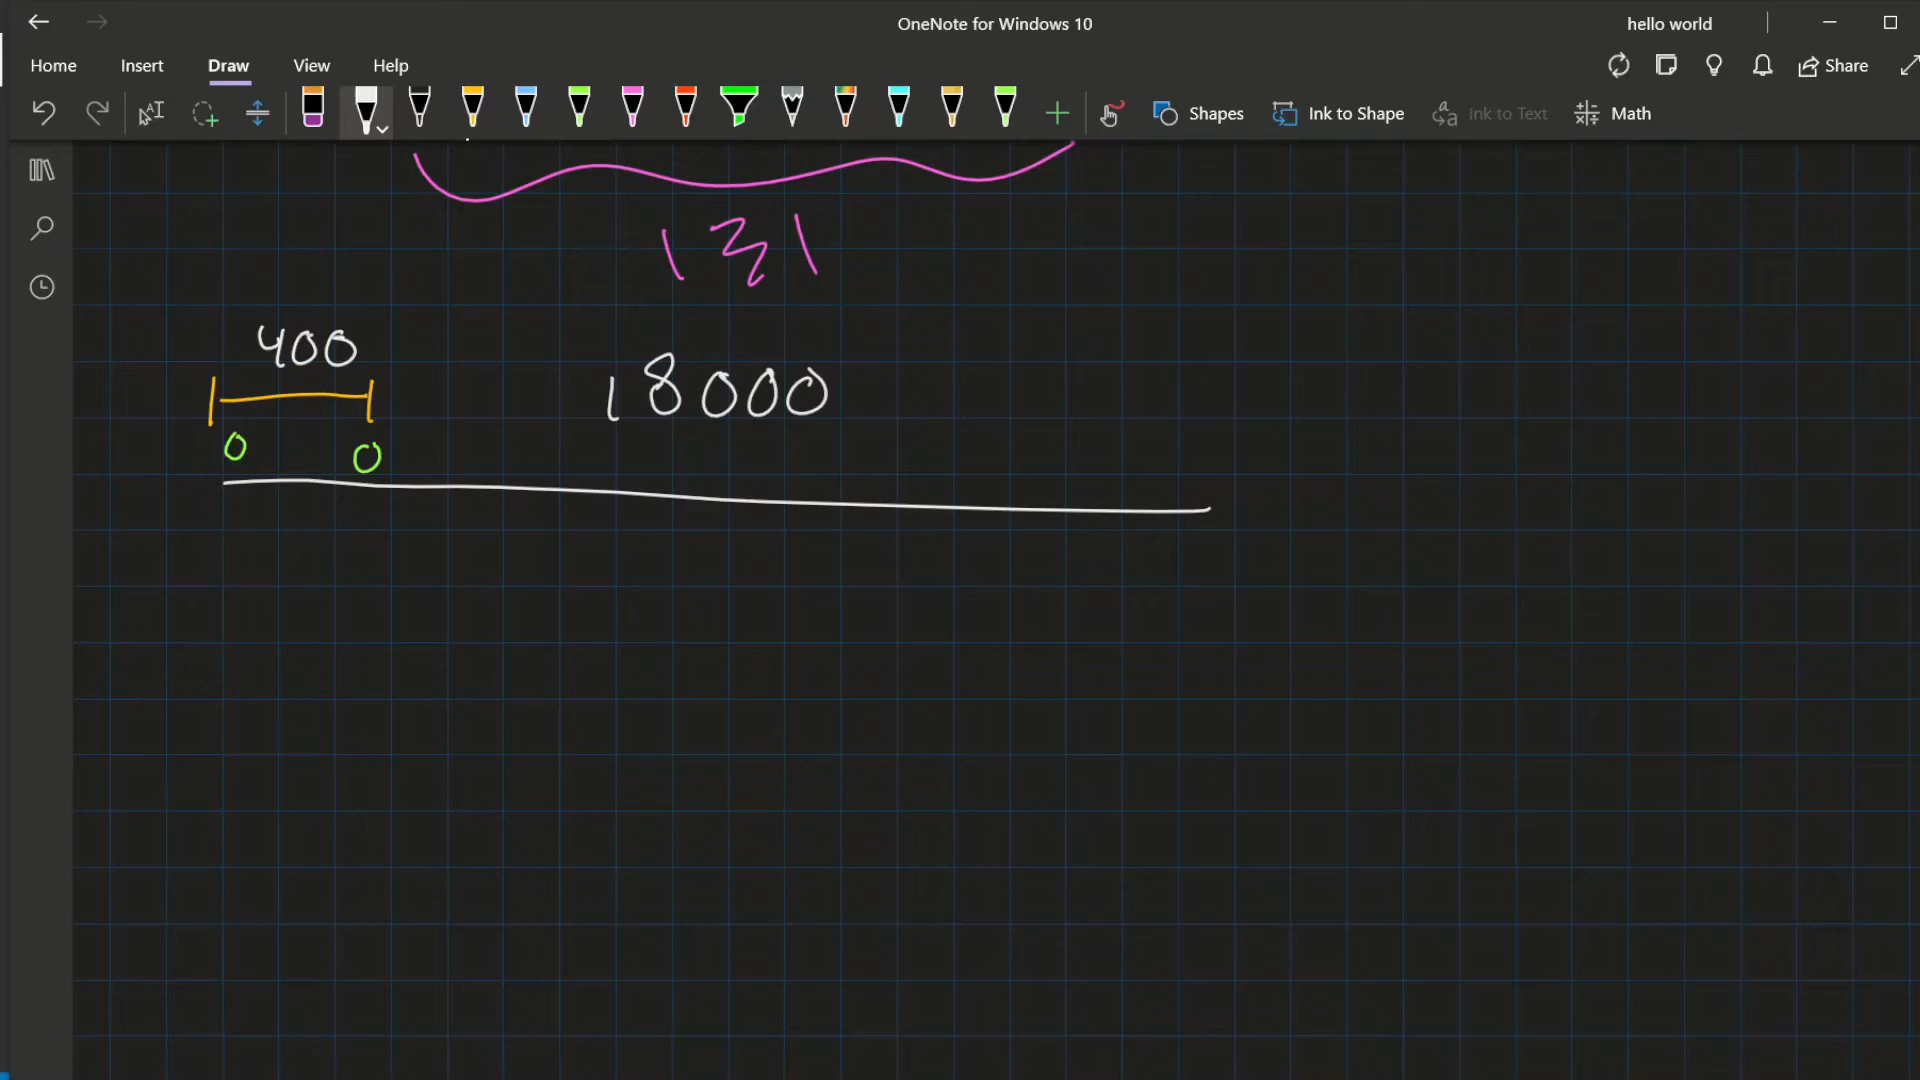 OneNote for Windows 10
hello world
Home Insert Draw View Help
Share
Shapes Ink to Shape Ink to Text Math
131
400
18000
0 0